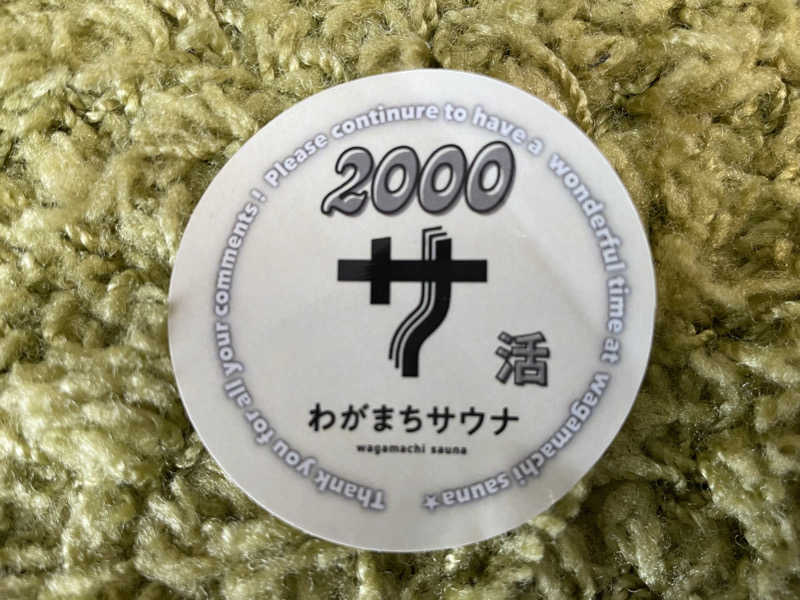 Thank you for all your comments! Please continure to have a wonderful time at wagamachi sauna★
2000
サ
活
わがまちサウナ
wagamachi sauna